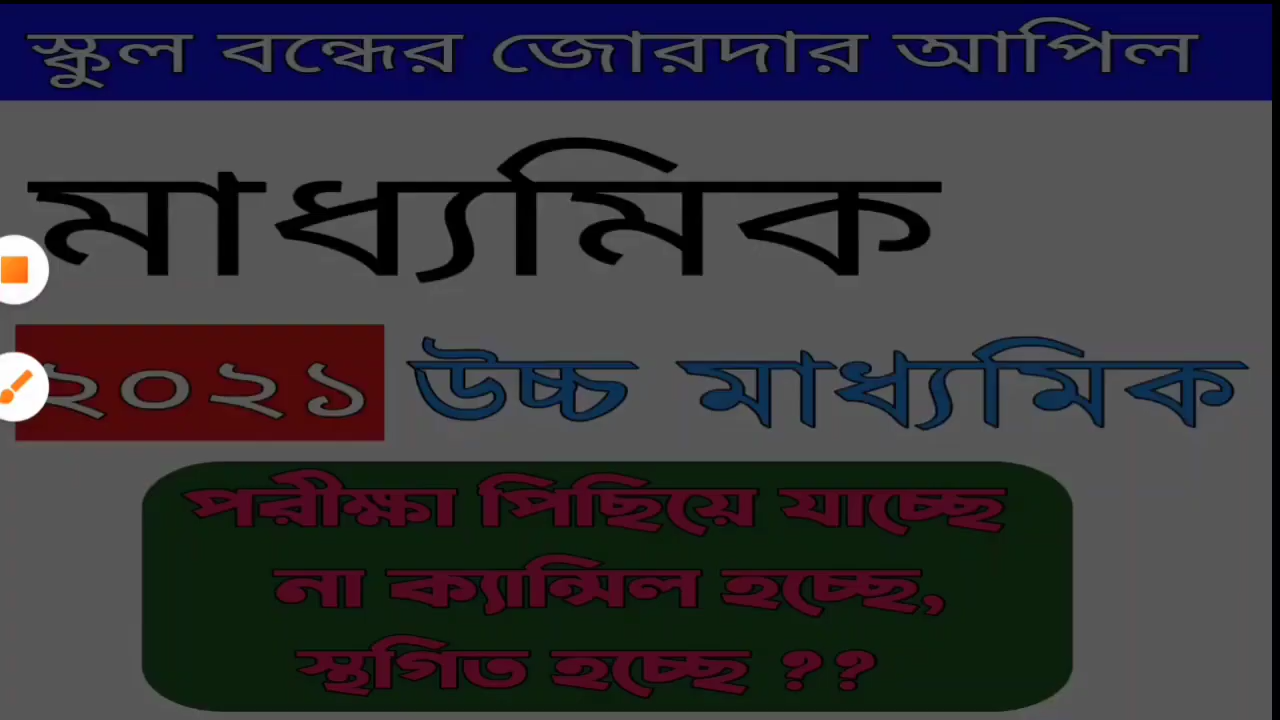 স্কুল বন্ধের জোরদার আপিল
মাধ্যমিক
২০২১ উচ্চ মাধ্যমিক
পরীক্ষা পিছিয়ে যাচ্ছে
না ক্যান্সিল হচ্ছে,
স্থগিত হচ্ছে ??